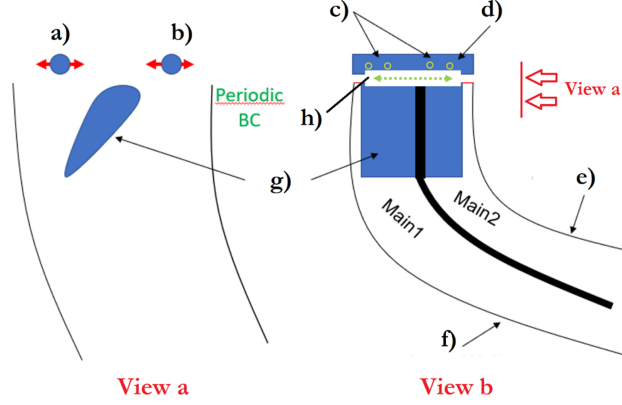 a)
b)
c)
d)
Periodic
BC
h)
View a
g)
e)
Main1
Main2
f)
View a
View b